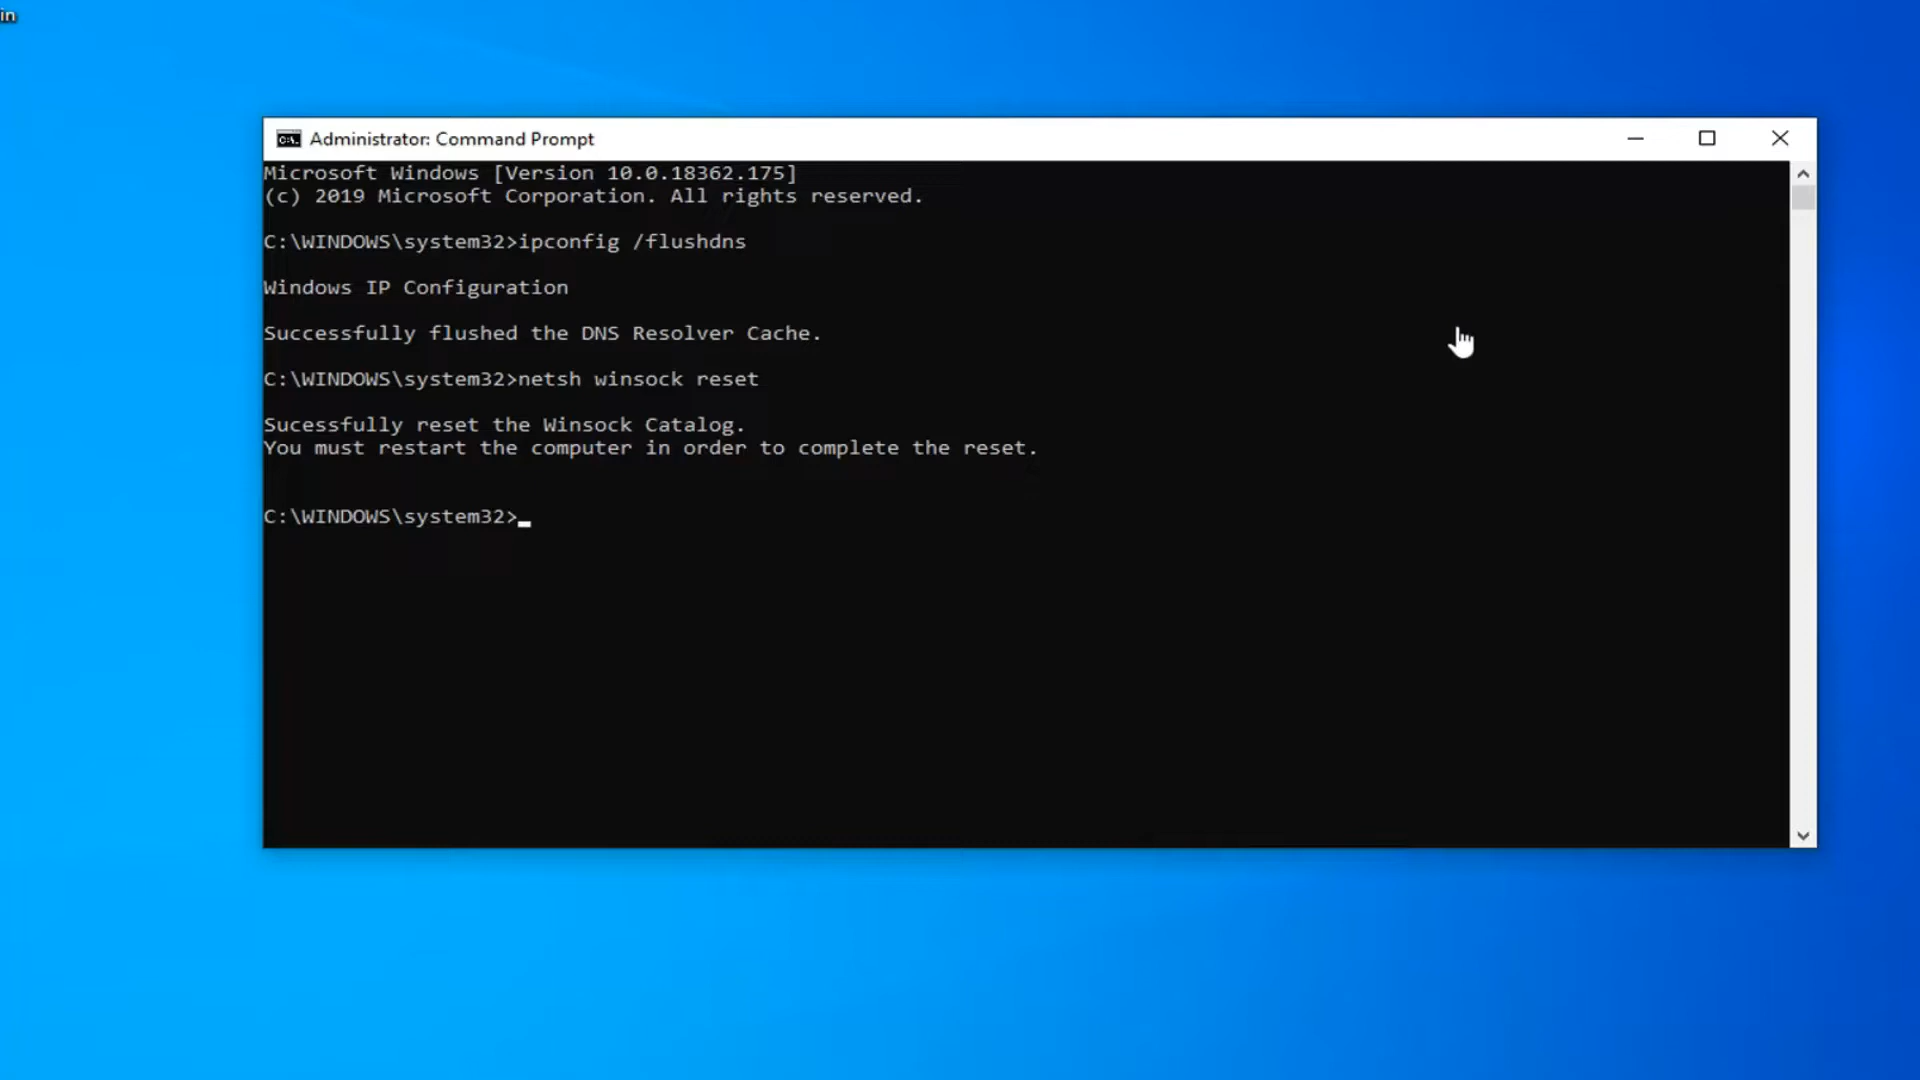 in
Administrator: Command Prompt
Microsoft Windows [Version 10.0.18362.175]
(c) 2019 Microsoft Corporation. All rights reserved.
C:\WINDOWS\system32>ipconfig /flushdns
Windows IP Configuration
Successfully flushed the DNS Resolver Cache.
C:\WINDOWS\system32>netsh winsock reset
Sucessfully reset the Winsock Catalog.
You must restart the computer in order to complete the reset.
C:\WINDOWS\system32>